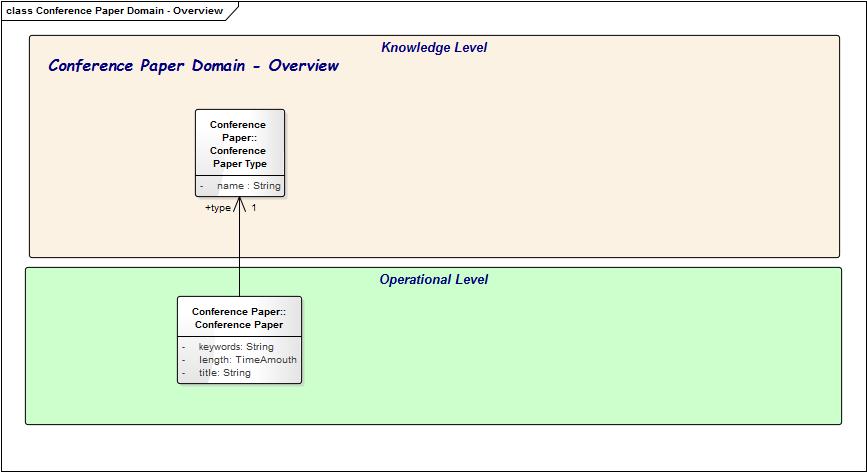 class Conference Paper Domain - Overview
Knowledge Level
Conference Paper Domain - Overview
Conference
Paper::
Conference
Paper Type
- name : String
+type 1
Operational Level
Conference Paper::
Conference Paper
- keywords: String
- length: TimeAmouth
- title: String